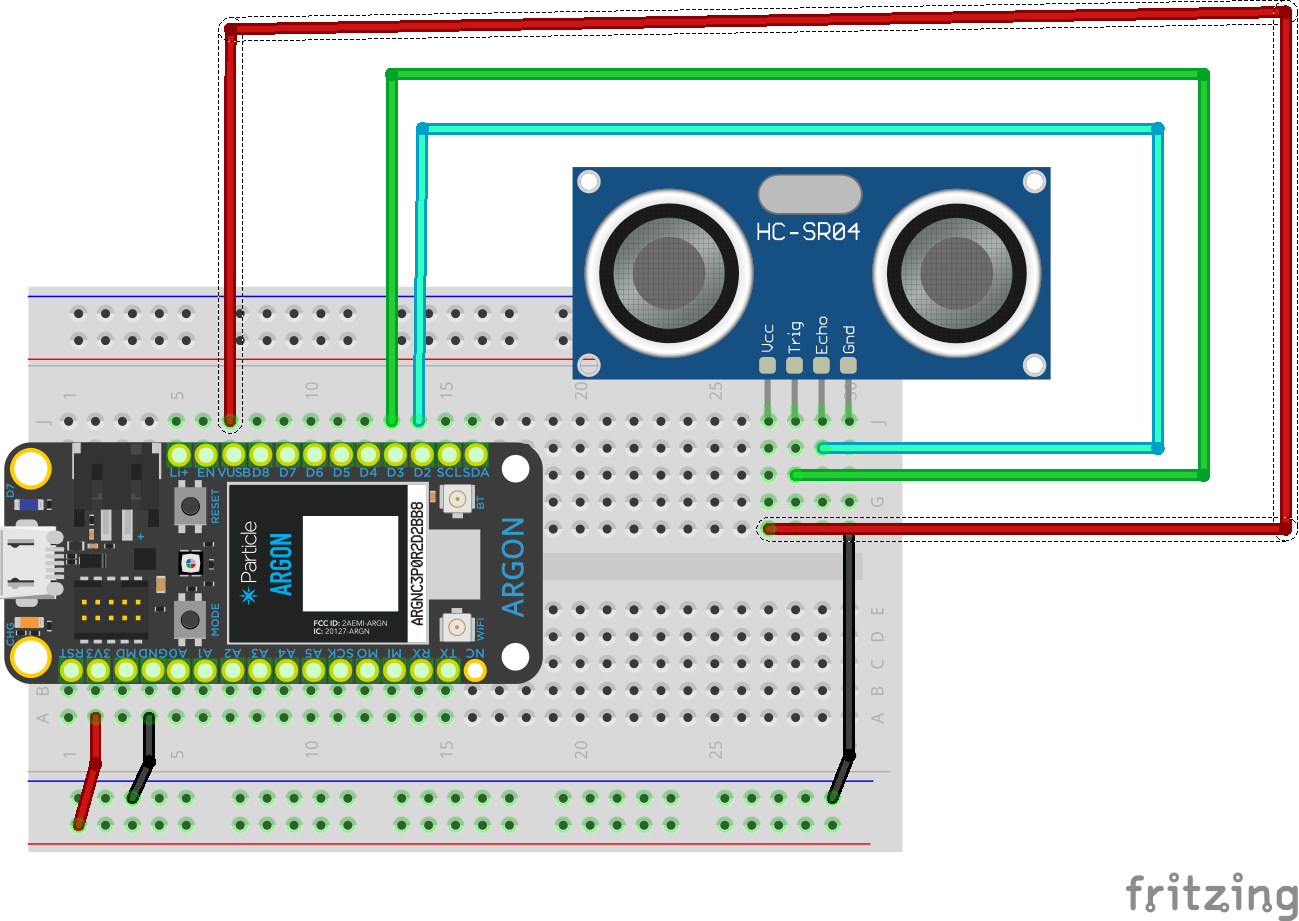 HC-SR04
Vcc Trig Echo Gnd
1 5 10 15 20 25 30
J J
D7
Li+ EN VUSB D8 D7 D6 D5 D4 D3 D2 SCL SDA
RESET
BT
G
+
Particle
ARGON
ARGNC3P0R2D2BB8
ARGON
FCC ID: 2AEMI-ARGN
IC: 20127-ARGN
MODE
WiFi
CHG
E
D
C
RST 3V3 MD GND A0 A1 A2 A3 A4 A5 SCK MO MI RX TX NC
B B
A A
1 5 10 15 20 25
fritzing